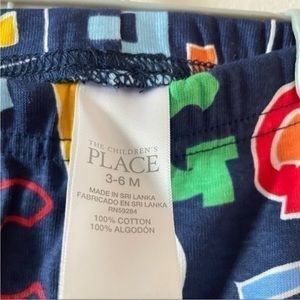 THE CHILDREN'S
PLACE
3-6 M
MADE IN SRI LANKA
FABRICADO EN SRI LANKA
RN59284
100% COTTON
100% ALGODÓN
G